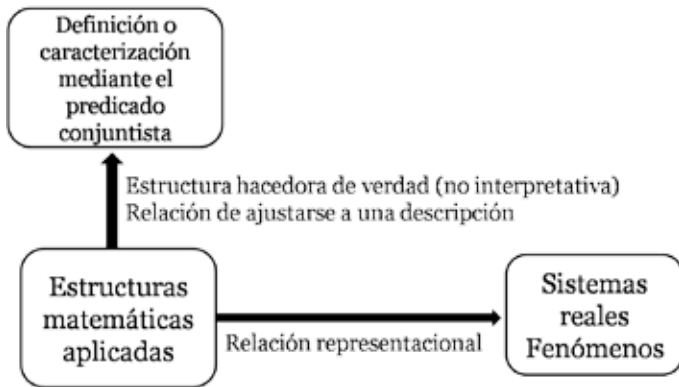 Definición o
caracterización
mediante el
predicado
conjuntista
Estructura hacedora de verdad (no interpretativa)
Relación de ajustarse a una descripción
Estructuras
matemáticas
aplicadas
Relación representacional
Sistemas
reales
Fenómenos